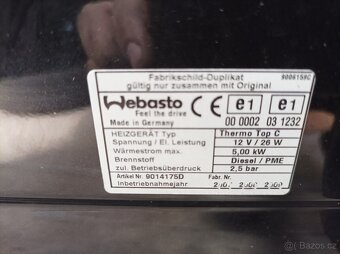 Fabrikschild-Duplikat 9009159C
gültig nur zusammen mit Original
Webasto CE e1 e1
Feel the drive
Made in Germany 00 0002 03 1232
HEIZGERÄT Typ. Thermo Top C
Spannung / El. Leistung 12 V / 26 W
Wärmestrom max. 5,00 kW
Brennstoff Diesel / PME
zul. Betriebsüberdruck 2,5 bar
Artikel Nr. 9014175D Fabr. Nr.
Inbetriebnahmejahr
Bazos.cz